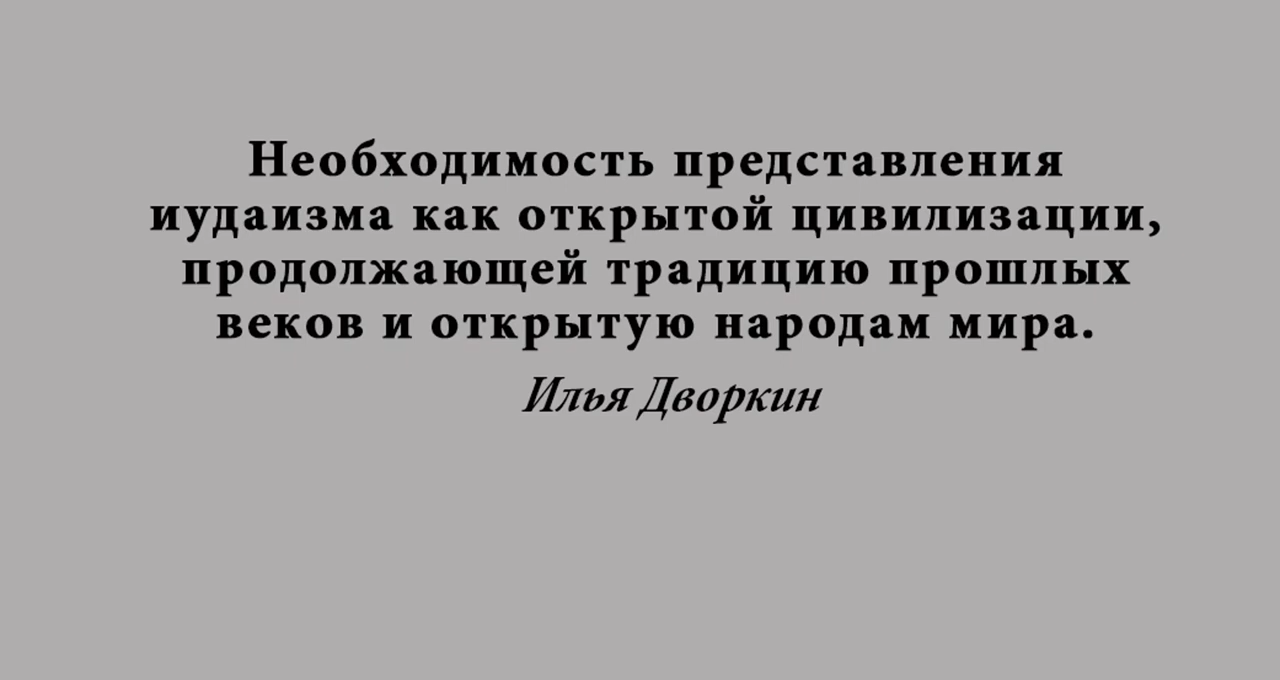 Необходимость представления
иудаизма как открытой цивилизации,
продолжающей традицию прошлых
веков и открытую народам мира.
Илья Дворкин